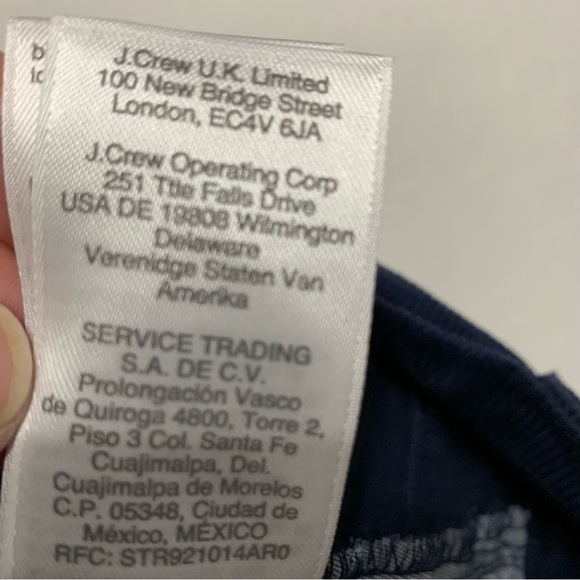 J.Crew U.K. Limited
100 New Bridge Street
London, EC4V 6JA
J.Crew Operating Corp
251 Ttle Falls Drive
USA DE 19808 Wilmington
Delaware
Verenidge Staten Van
Amerika
SERVICE TRADING
S.A. DE C.V.
Prolongación Vasco
de Quiroga 4800, Torre 2,
Piso 3 Col. Santa Fe
Cuajimalpa, Del.
Cuajimalpa de Morelos
C.P. 05348, Ciudad de
México, MÉXICO
RFC: STR921014AR0